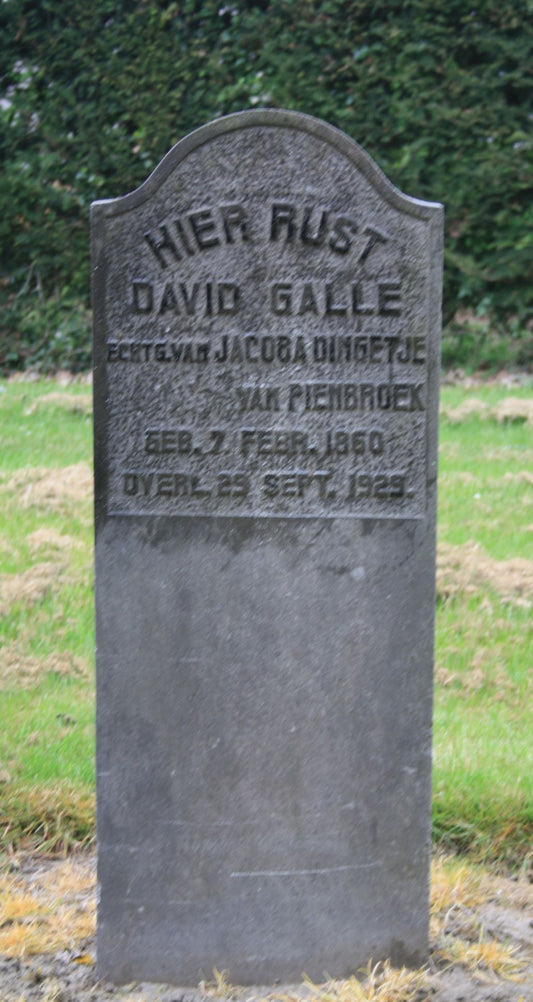 HIER RUST
DAVID GALLE
ECHTG. VAN JACOBA DINGETJE
VAN PIENBROEK
GEB. 7. FEBR. 1860
OVERL. 29 SEPT. 1929.